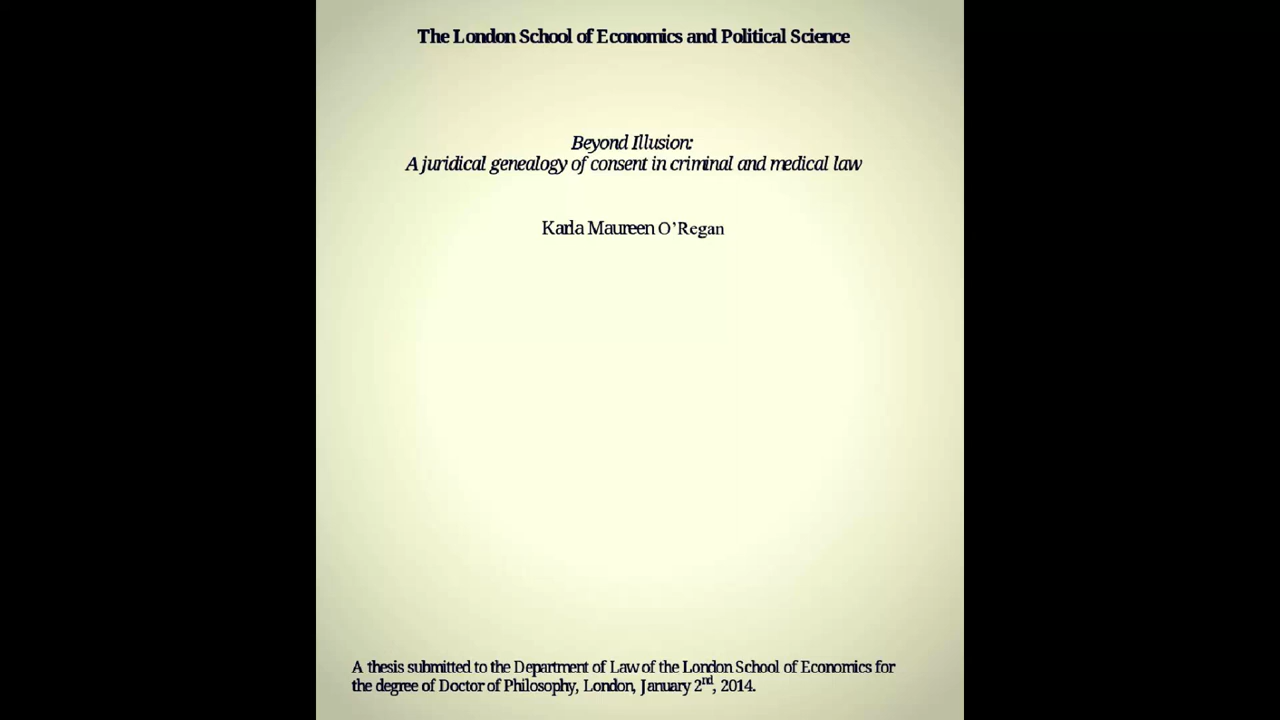 The London School of Economics and Political Science
Beyond Illusion:
A juridical genealogy of consent in criminal and medical law
Karla Maureen O’Regan
A thesis submitted to the Department of Law of the London School of Economics for
the degree of Doctor of Philosophy, London, January 2nd, 2014.